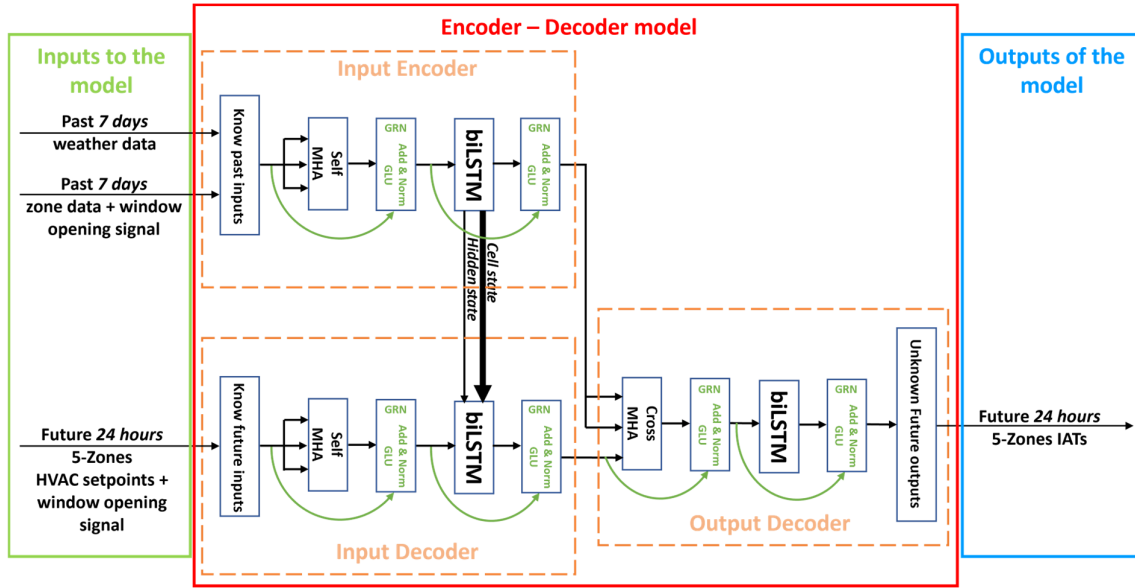 Encoder – Decoder model
Inputs to the
model
Past 7 days
weather data
Past 7 days
zone data + window
opening signal
Future 24 hours
5-Zones
HVAC setpoints +
window opening
signal
Input Encoder
Know past inputs
Self
MHA
GRN
Add & Norm
GLU
biLSTM
GRN
Add & Norm
GLU
Cell state
Hidden state
Know future inputs
Self
MHA
GRN
Add & Norm
GLU
biLSTM
GRN
Add & Norm
GLU
Input Decoder
Cross
MHA
GRN
Add & Norm
GLU
biLSTM
GRN
Add & Norm
GLU
Unknown Future outputs
Output Decoder
Outputs of the
model
Future 24 hours
5-Zones IATs